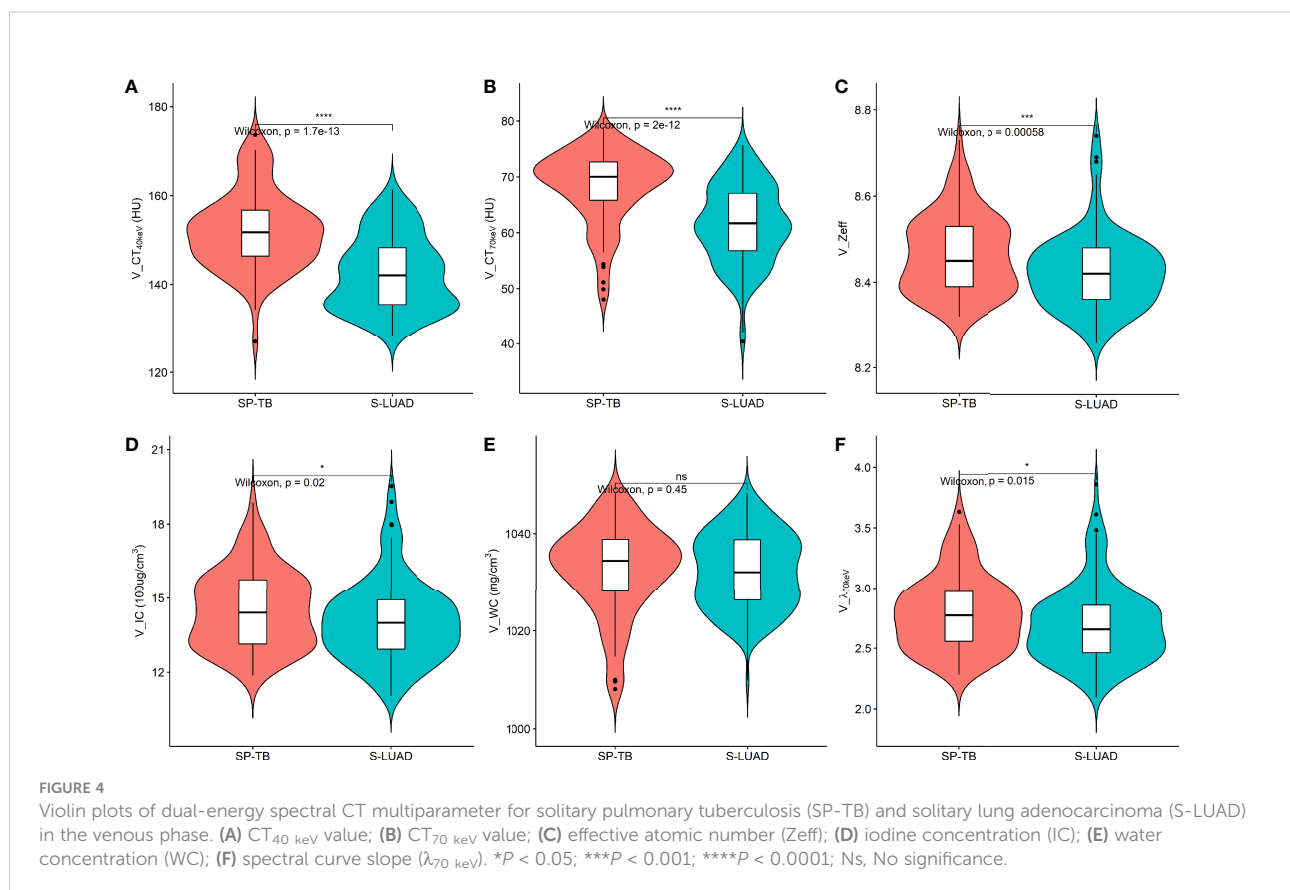 A
180
160
140
120
V_CT40keV (HU)
****
Wilcoxon, p = 1.7e-13
SP-TB
S-LUAD
B
80
70
60
50
40
V_CT70keV (HU)
****
Wilcoxon, p = 2e-12
SP-TB
S-LUAD
C
8.8
8.6
8.4
8.2
V_Zeff
***
Wilcoxon, p = 0.00058
SP-TB
S-LUAD
D
21
18
15
12
V_IC (100ug/cm³)
*
Wilcoxon, p = 0.02
SP-TB
S-LUAD
E
1040
1020
1000
V_WC (mg/cm³)
ns
Wilcoxon, p = 0.45
SP-TB
S-LUAD
F
4.0
3.5
3.0
2.5
2.0
V_λ70keV
*
Wilcoxon, p = 0.015
SP-TB
S-LUAD
FIGURE 4
Violin plots of dual-energy spectral CT multiparameter for solitary pulmonary tuberculosis (SP-TB) and solitary lung adenocarcinoma (S-LUAD)
in the venous phase. (A) CT40 keV value; (B) CT70 keV value; (C) effective atomic number (Zeff); (D) iodine concentration (IC); (E) water
concentration (WC); (F) spectral curve slope (λ70 keV). *P < 0.05; ***P < 0.001; ****P < 0.0001; Ns, No significance.